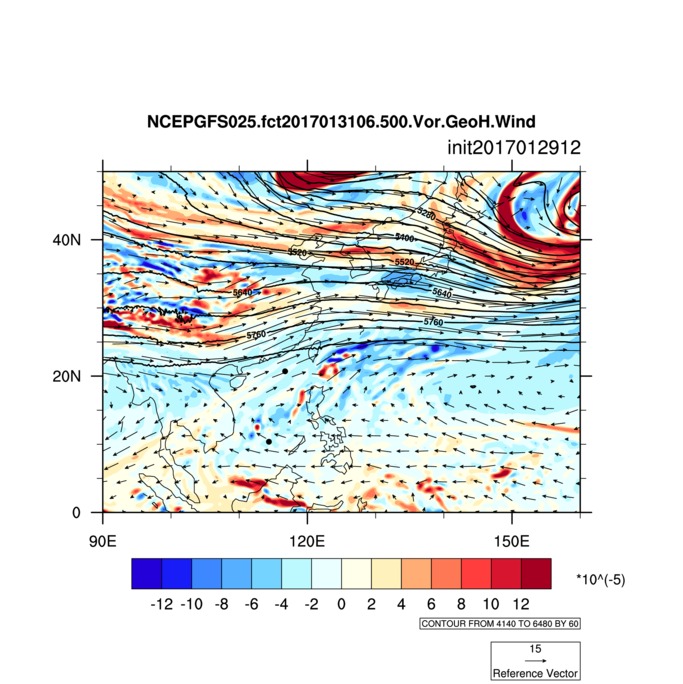 NCEPGFS025.fct2017013106.500.Vor.GeoH.Wind
init2017012912
5280
40N
5400
5520
5520
5640
5640
5760
5760
20N
0
90E 120E 150E
-12 -10 -8 -6 -4 -2 0 2 4 6 8 10 12
*10^(-5)
CONTOUR FROM 4140 TO 6480 BY 60
15
Reference Vector